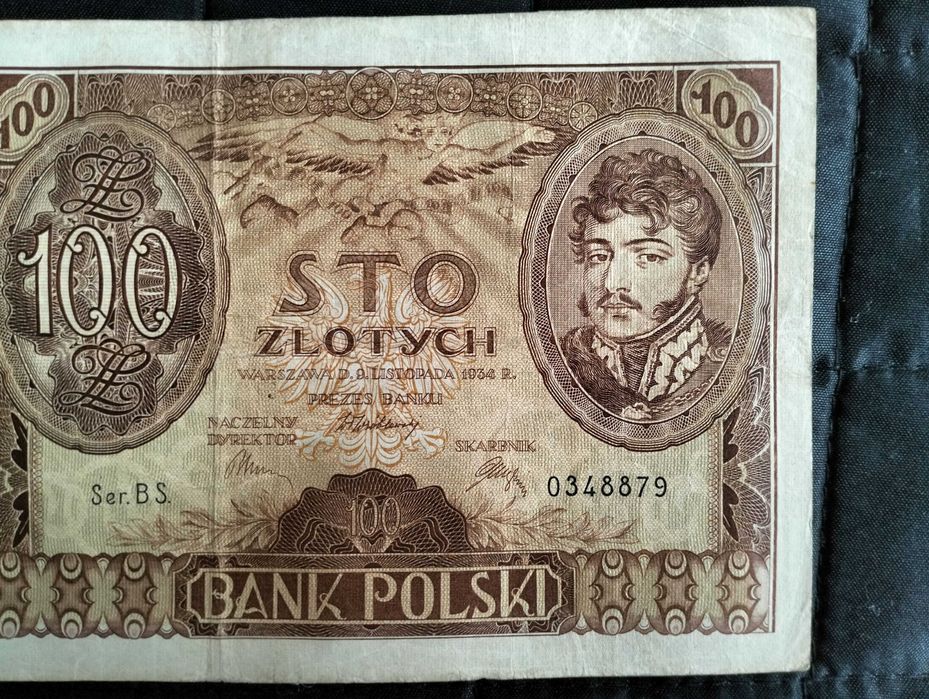 100
100
100
STO
ZŁOTYCH
WARSZAWA D. 9. LISTOPADA 1934 R.
PREZES BANKU
NACZELNY
DYREKTOR
SKARBNIK
Ser. B S.
0348879
100
BANK POLSKI